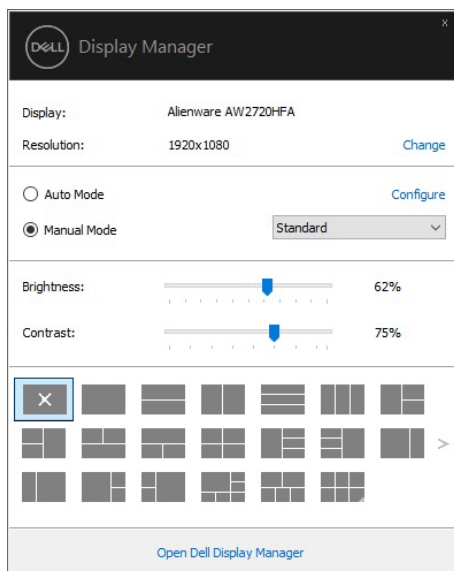 x
DELL Display Manager
Display: Alienware AW2720HFA
Resolution: 1920x1080 Change
Auto Mode Configure
Manual Mode Standard
Brightness: 62%
Contrast: 75%
Open Dell Display Manager